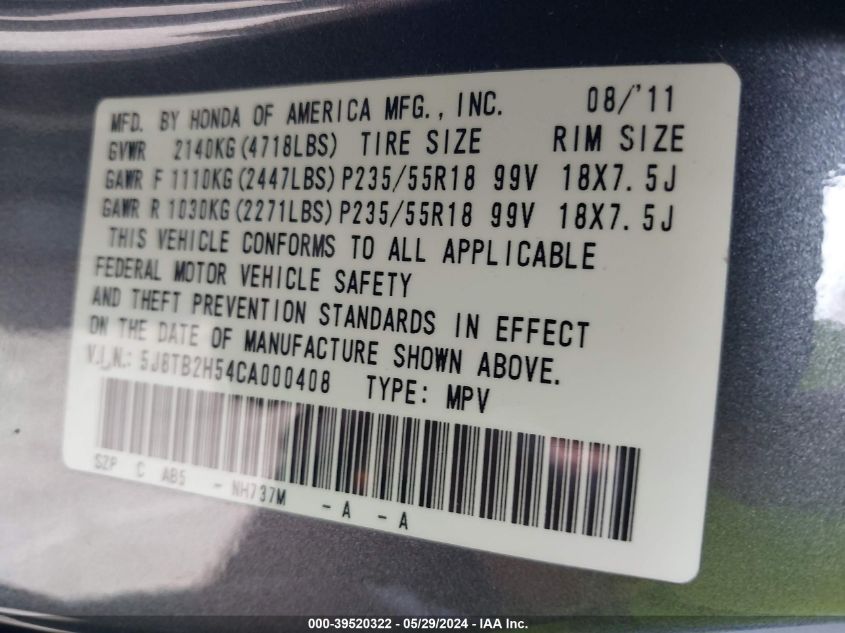 MFD. BY HONDA OF AMERICA MFG., INC. 08/'11
GVWR 2140KG(4718LBS) TIRE SIZE RIM SIZE
GAWR F 1110KG(2447LBS)P235/55R18 99V 18X7.5J
GAWR R 1030KG(2271LBS)P235/55R18 99V 18X7.5J
THIS VEHICLE CONFORMS TO ALL APPLICABLE
FEDERAL MOTOR VEHICLE SAFETY
AND THEFT PREVENTION STANDARDS IN EFFECT
ON THE DATE OF MANUFACTURE SHOWN ABOVE.
V.I.N.: 5J8TB2H54CA000408 TYPE: MPV
SZP C AB5 - NH737M - A - A
000-39520322 - 05/29/2024 - IAA Inc.